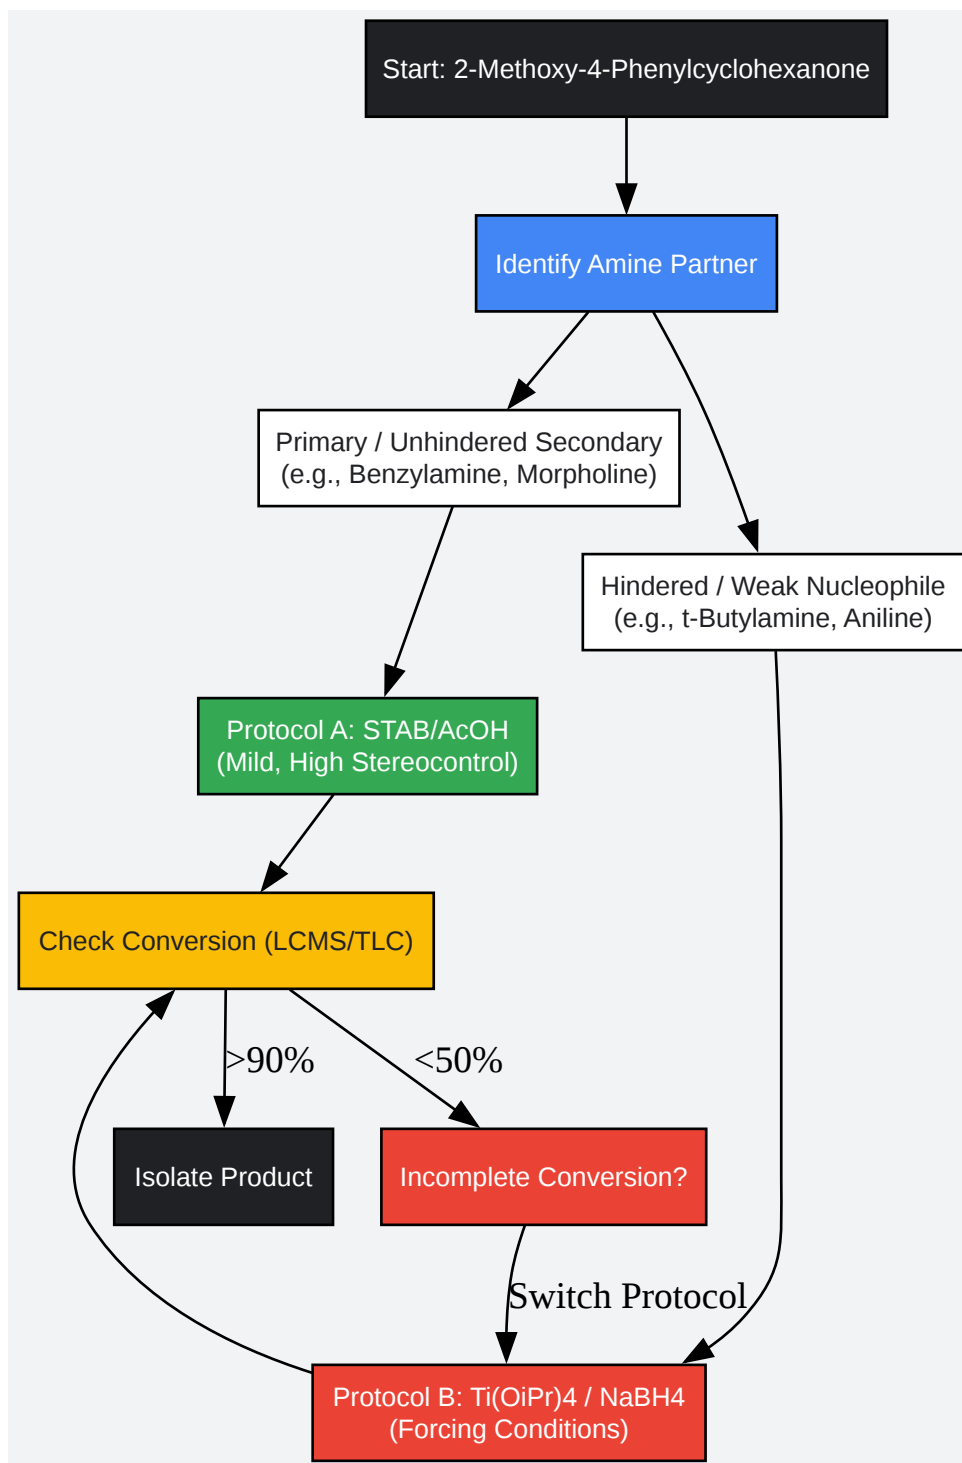 Start: 2-Methoxy-4-Phenylcyclohexanone
Identify Amine Partner
Primary / Unhindered Secondary
(e.g., Benzylamine, Morpholine)
Hindered / Weak Nucleophile
(e.g., t-Butylamine, Aniline)
Protocol A: STAB/AcOH
(Mild, High Stereocontrol)
Check Conversion (LCMS/TLC)
>90%
<50%
Isolate Product
Incomplete Conversion?
Switch Protocol
Protocol B: Ti(OiPr)4 / NaBH4
(Forcing Conditions)